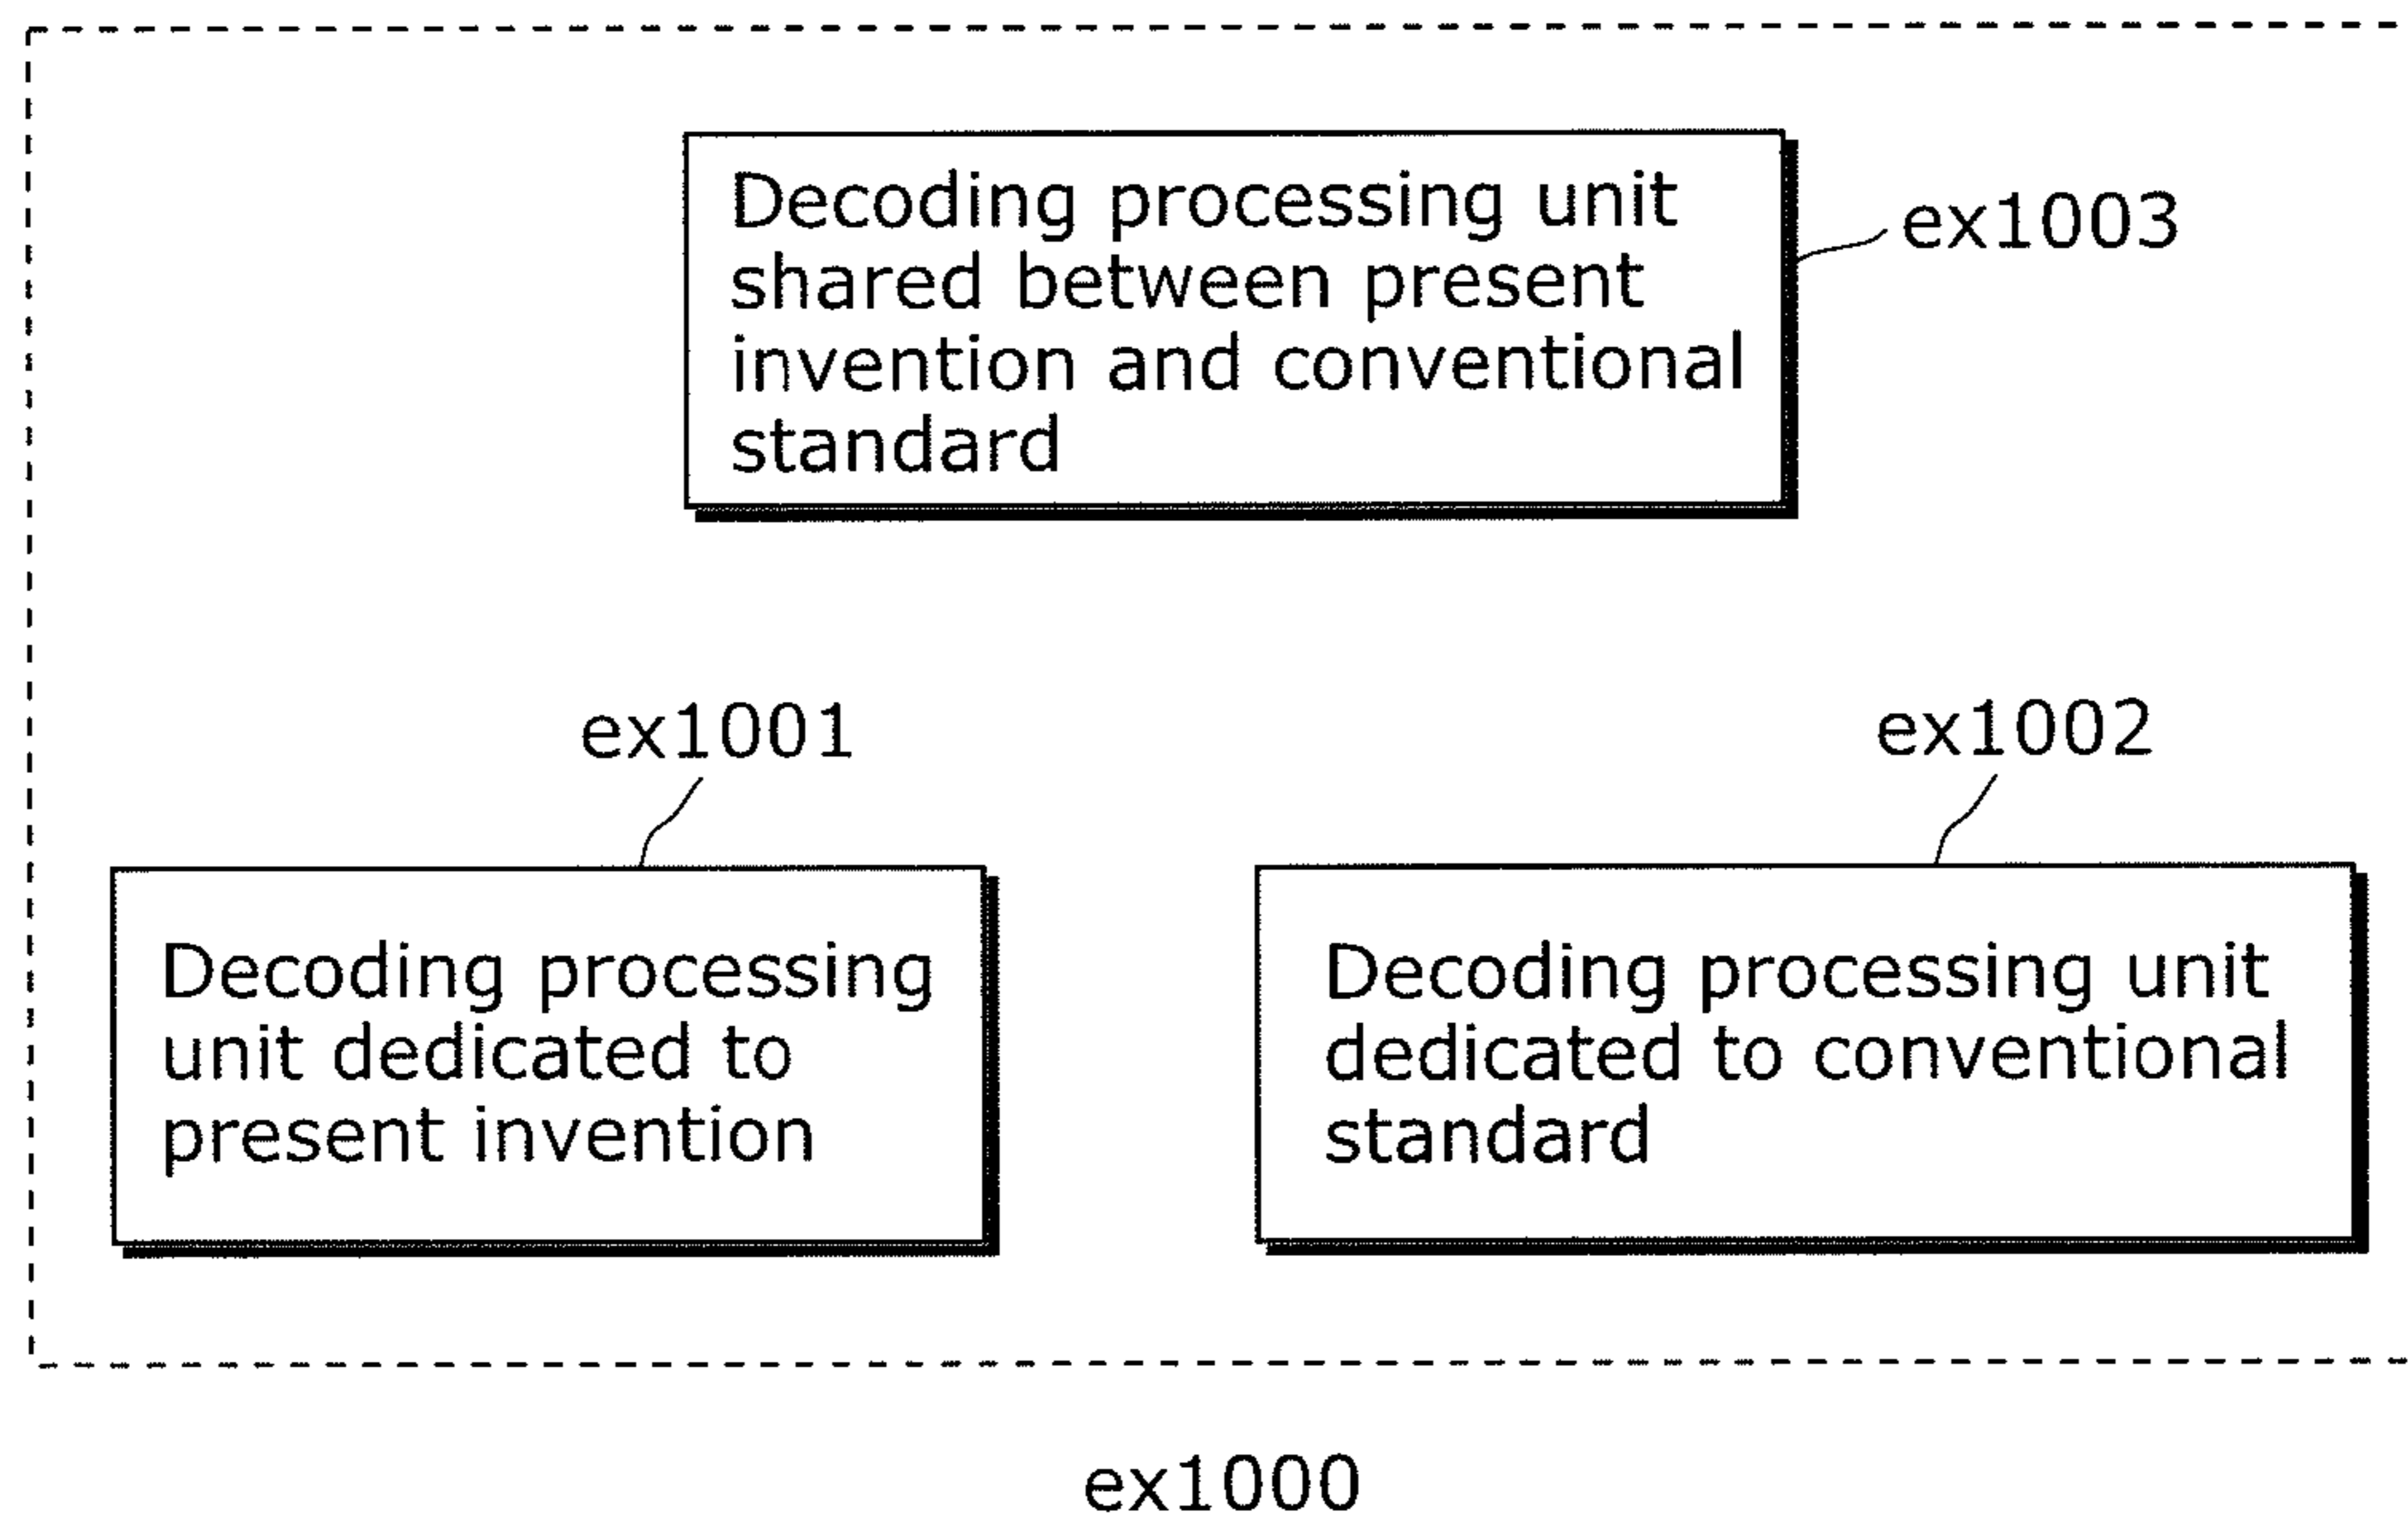 Decoding processing unit
shared between present
invention and conventional
standard
ex1003
ex1001
ex1002
Decoding processing
unit dedicated to
present invention
Decoding processing unit
dedicated to conventional
standard
ex1000